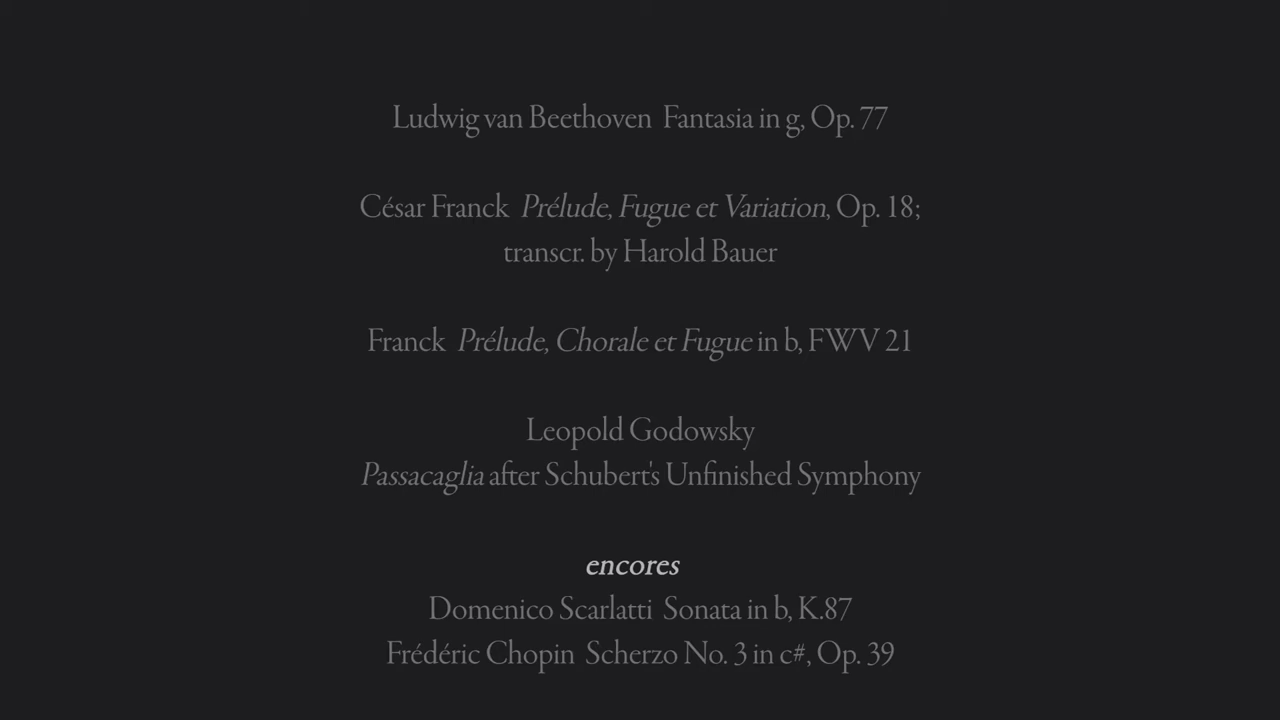 Ludwig van Beethoven  Fantasia in g, Op. 77
César Franck  Prélude, Fugue et Variation, Op. 18;
transcr. by Harold Bauer
Franck  Prélude, Chorale et Fugue in b, FWV 21
Leopold Godowsky
Passacaglia after Schubert's Unfinished Symphony
encores
Domenico Scarlatti  Sonata in b, K.87
Frédéric Chopin  Scherzo No. 3 in c#, Op. 39